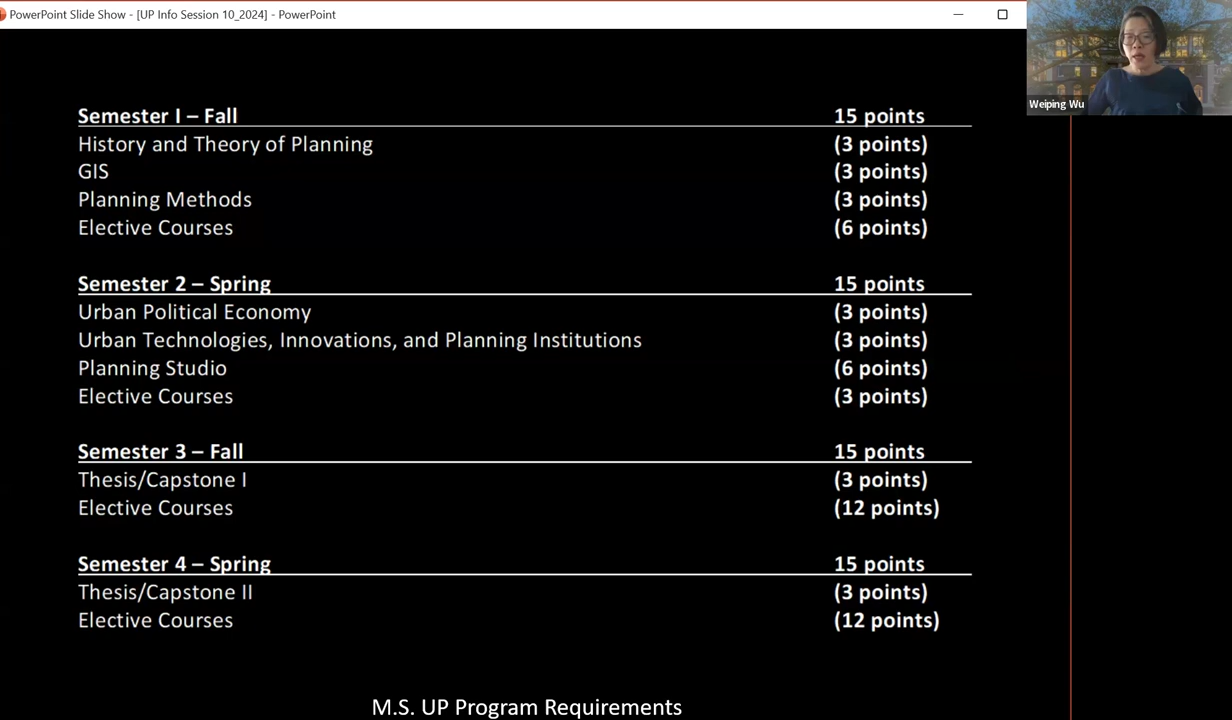 PowerPoint Slide Show - [UP Info Session 10_2024] - PowerPoint
Weiping Wu
Semester I – Fall 15 points
History and Theory of Planning (3 points)
GIS (3 points)
Planning Methods (3 points)
Elective Courses (6 points)
Semester 2 – Spring 15 points
Urban Political Economy (3 points)
Urban Technologies, Innovations, and Planning Institutions (3 points)
Planning Studio (6 points)
Elective Courses (3 points)
Semester 3 – Fall 15 points
Thesis/Capstone I (3 points)
Elective Courses (12 points)
Semester 4 – Spring 15 points
Thesis/Capstone II (3 points)
Elective Courses (12 points)
M.S. UP Program Requirements